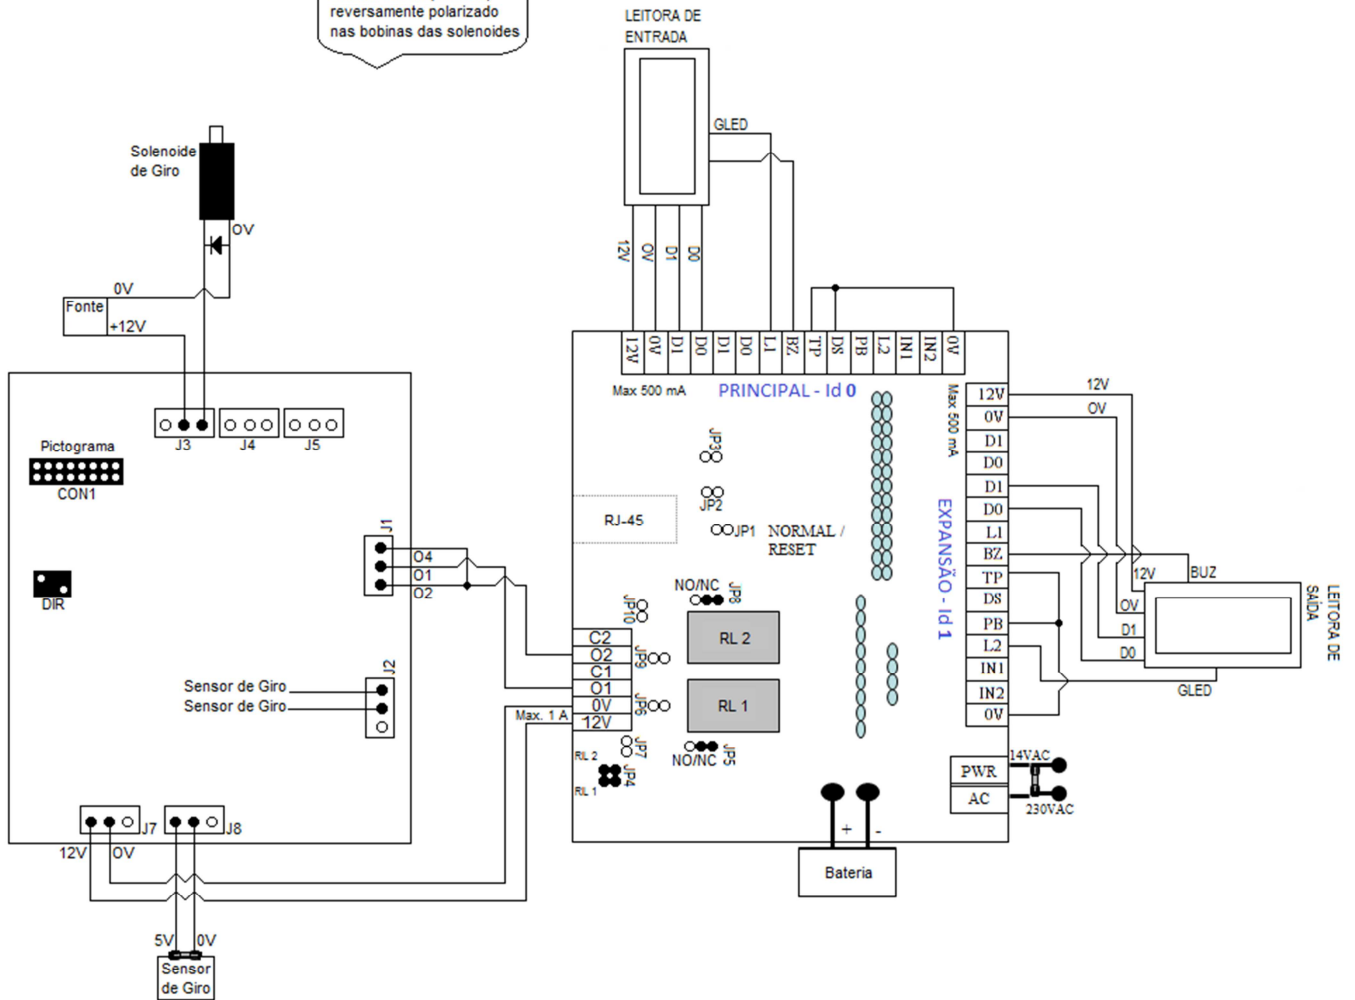 reversamente polarizado
nas bobinas das solenoides
LEITORA DE
ENTRADA
GLED
12V
0V
D1
D0
Solenoide
de Giro
0V
0V
Fonte
+12V
J3
J4
J5
Pictograma
CON1
DIR
J1
O4
O1
O2
J2
Sensor de Giro
Sensor de Giro
J7
J8
12V
0V
5V
0V
Sensor
de Giro
12V
0V
D1
D0
D1
D0
L1
BZ
TP
DS
PB
L2
IN1
IN2
0V
Max 500 mA
PRINCIPAL - Id 0
Max 500 mA
JP3
JP2
JP1
NORMAL /
RESET
RJ-45
EXPANSÃO - Id 1
12V
0V
D1
D0
D1
D0
L1
BZ
TP
DS
PB
L2
IN1
IN2
0V
12V
0V
BUZ
12V
0V
D1
D0
GLED
LEITORA DE
SAÍDA
NO/NC
JP8
JP10
RL 2
C2
O2
C1
O1
0V
12V
JP9
JP6
RL 1
Max. 1 A
JP7
NO/NC
JP5
RL 2
RL 1
JP4
PWR
AC
14VAC
230VAC
+
-
Bateria